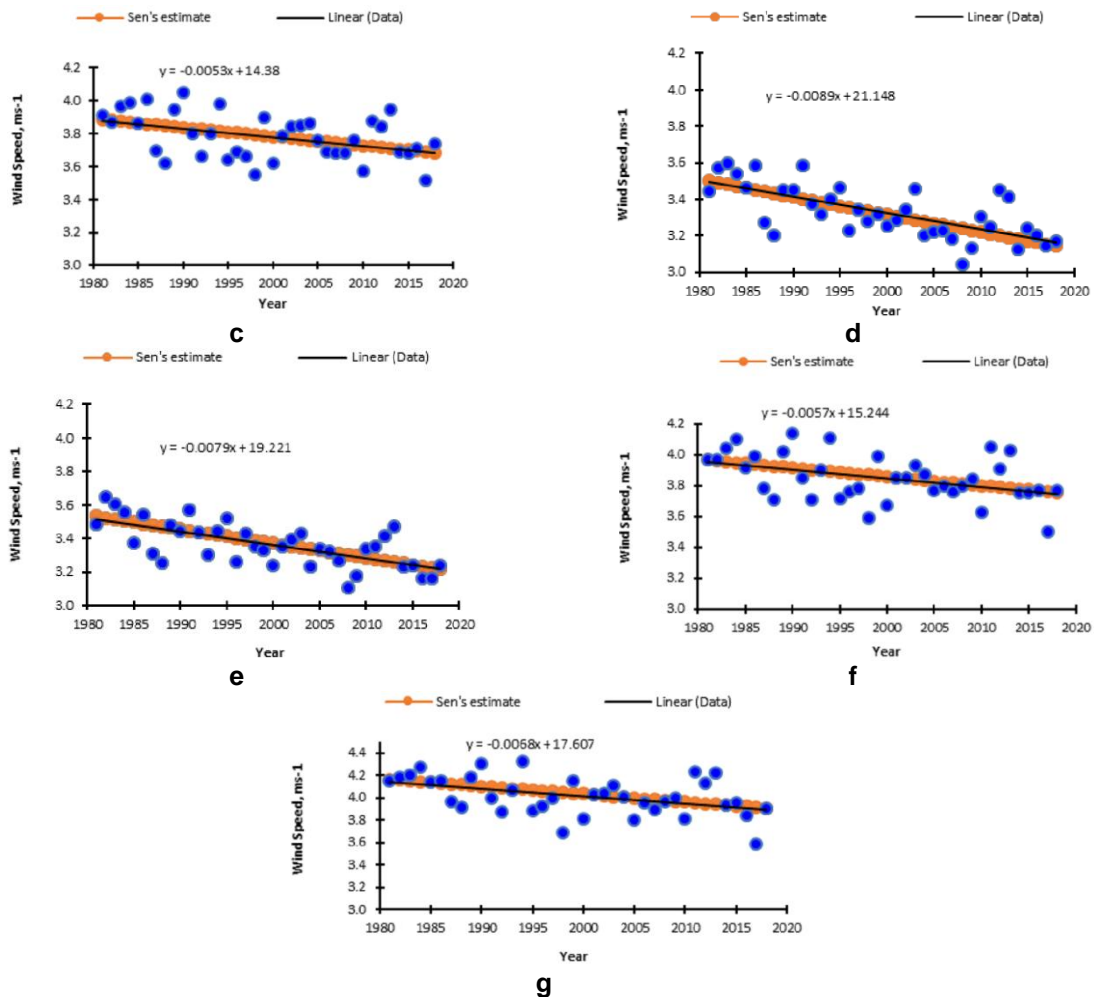 Sen's estimate Linear (Data)
Wind Speed, ms-1
4.2
4.0
3.8
3.6
3.4
3.2
3.0
y = -0.0053x + 14.38
1980 1985 1990 1995 2000 2005 2010 2015 2020
Year
c
Sen's estimate Linear (Data)
Wind Speed, ms-1
4.2
4.0
3.8
3.6
3.4
3.2
3.0
y = -0.0089x + 21.148
1980 1985 1990 1995 2000 2005 2010 2015 2020
Year
d
Sen's estimate Linear (Data)
Wind Speed, ms-1
4.2
4.0
3.8
3.6
3.4
3.2
3.0
y = -0.0079x + 19.221
1980 1985 1990 1995 2000 2005 2010 2015 2020
Year
e
Sen's estimate Linear (Data)
Wind Speed, ms-1
4.2
4.0
3.8
3.6
3.4
3.2
3.0
y = -0.0057x + 15.244
1980 1985 1990 1995 2000 2005 2010 2015 2020
Year
f
Sen's estimate Linear (Data)
Wind Speed, ms-1
4.4
4.2
4.0
3.8
3.6
3.4
3.2
3.0
y = -0.0068x + 17.607
1980 1985 1990 1995 2000 2005 2010 2015 2020
Year
g